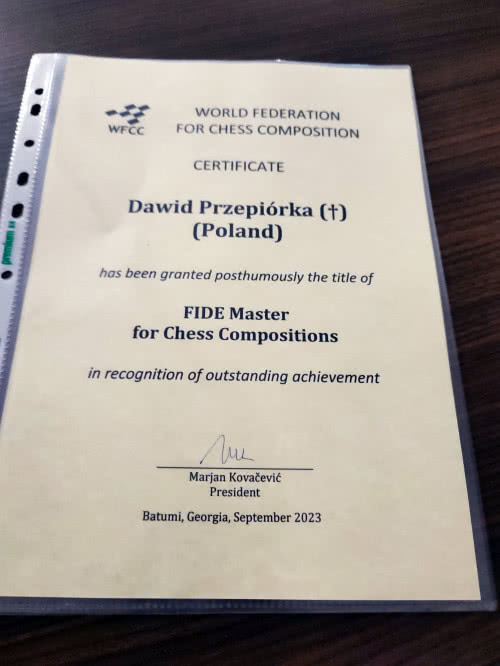 WFCC
WORLD FEDERATION
FOR CHESS COMPOSITION
CERTIFICATE
Dawid Przepiórka (†)
(Poland)
has been granted posthumously the title of
FIDE Master
for Chess Compositions
in recognition of outstanding achievement
Marjan Kovačević
President
Batumi, Georgia, September 2023
premium